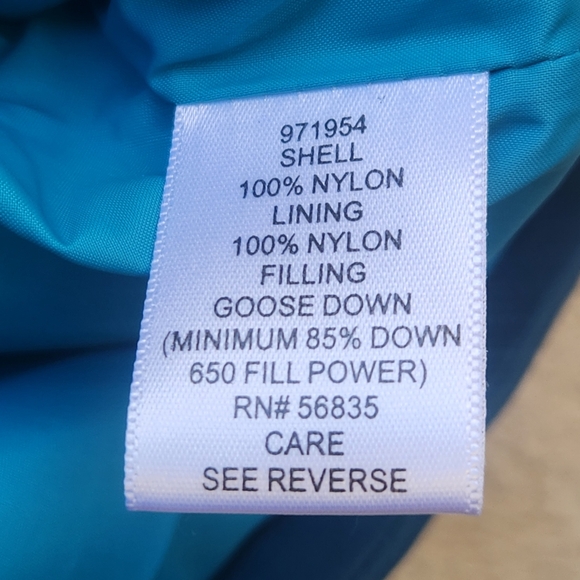 971954
SHELL
100% NYLON
LINING
100% NYLON
FILLING
GOOSE DOWN
(MINIMUM 85% DOWN
650 FILL POWER)
RN# 56835
CARE
SEE REVERSE